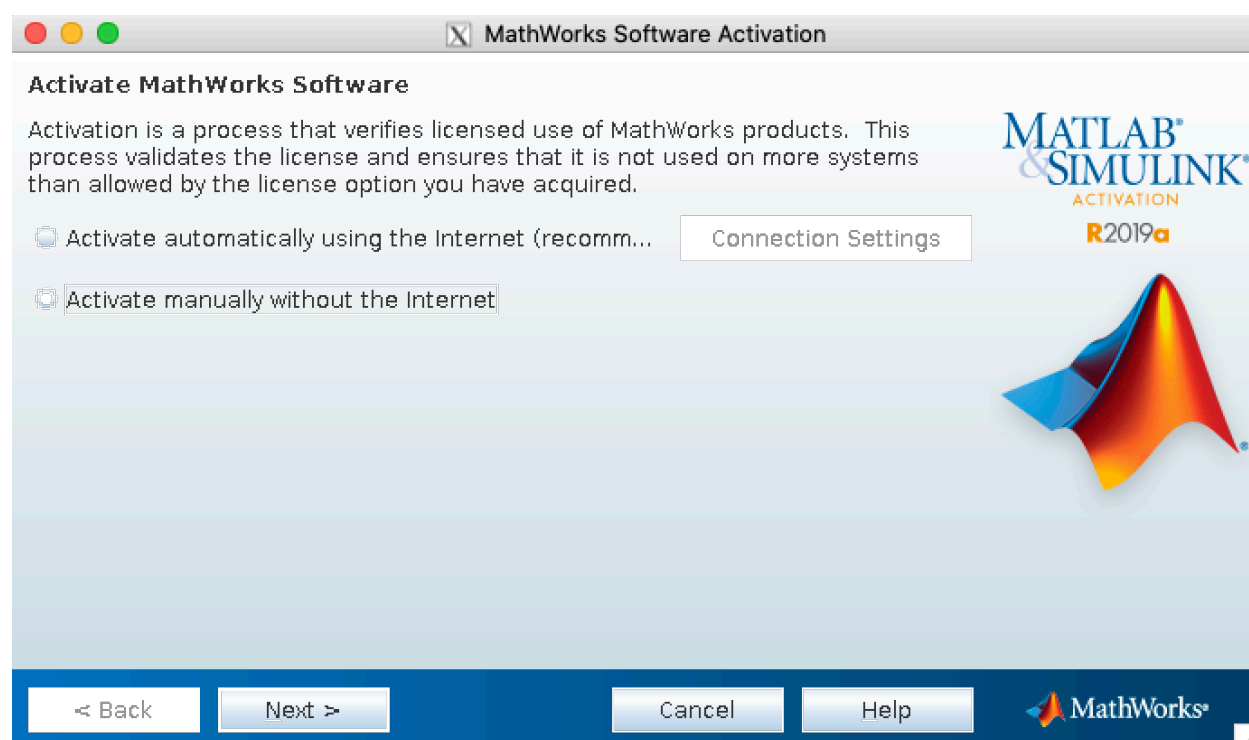 MathWorks Software Activation
Activate MathWorks Software
Activation is a process that verifies licensed use of MathWorks products. This
process validates the license and ensures that it is not used on more systems
than allowed by the license option you have acquired.
Activate automatically using the Internet (recomm...
Connection Settings
Activate manually without the Internet
MATLAB®
&SIMULINK®
ACTIVATION
R2019a
®
< Back
Next >
Cancel
Help
MathWorks®